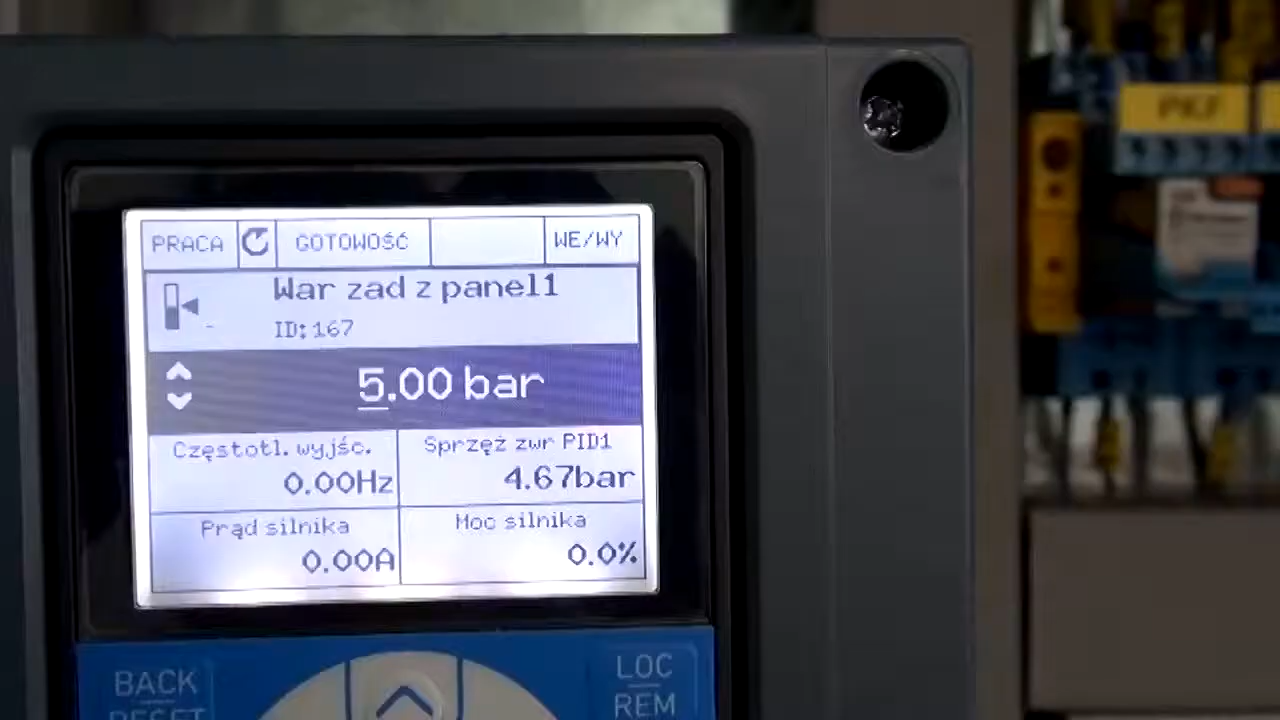 PRACA GOTOWOŚĆ WE/WY
War zad z panel1
ID:167
5.00 bar
Częstotl. wyjśc.
0.00Hz
Sprzęż zwr PID1
4.67bar
Prąd silnika
0.00A
Moc silnika
0.0%
BACK
RESET
LOC
REM
PKF